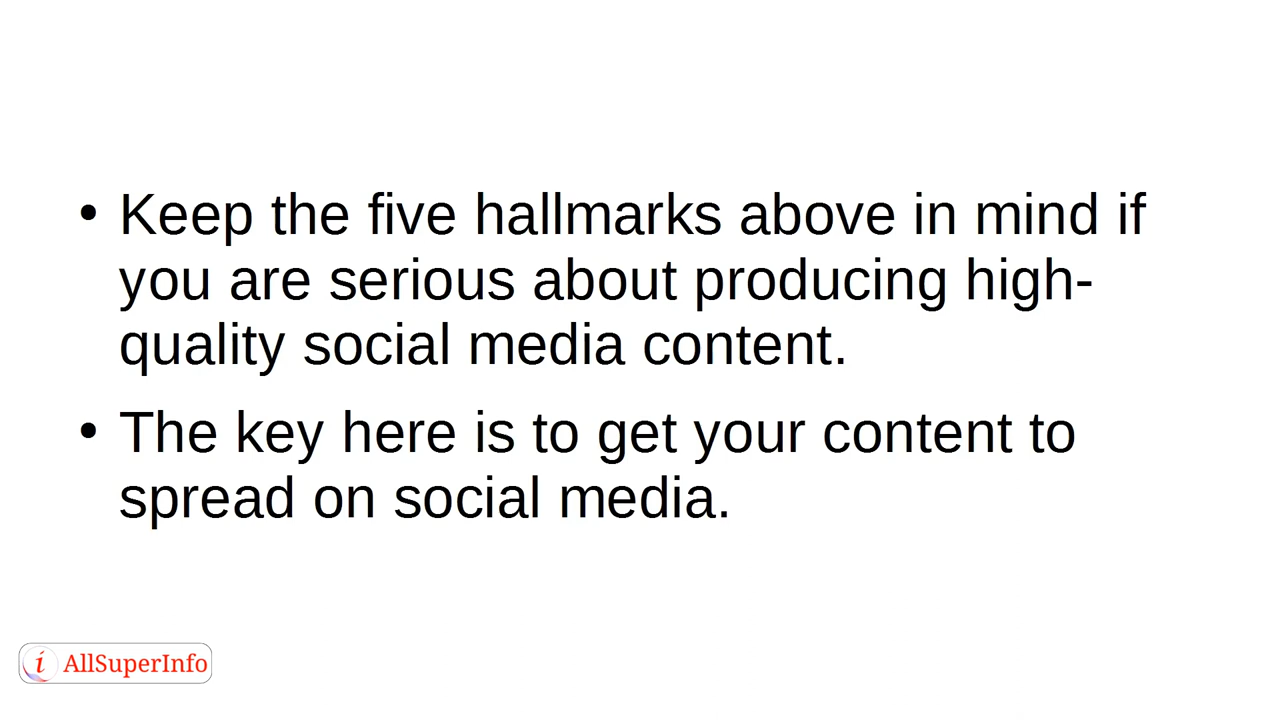 • Keep the five hallmarks above in mind if
you are serious about producing high-
quality social media content.
• The key here is to get your content to
spread on social media.
i AllSuperInfo